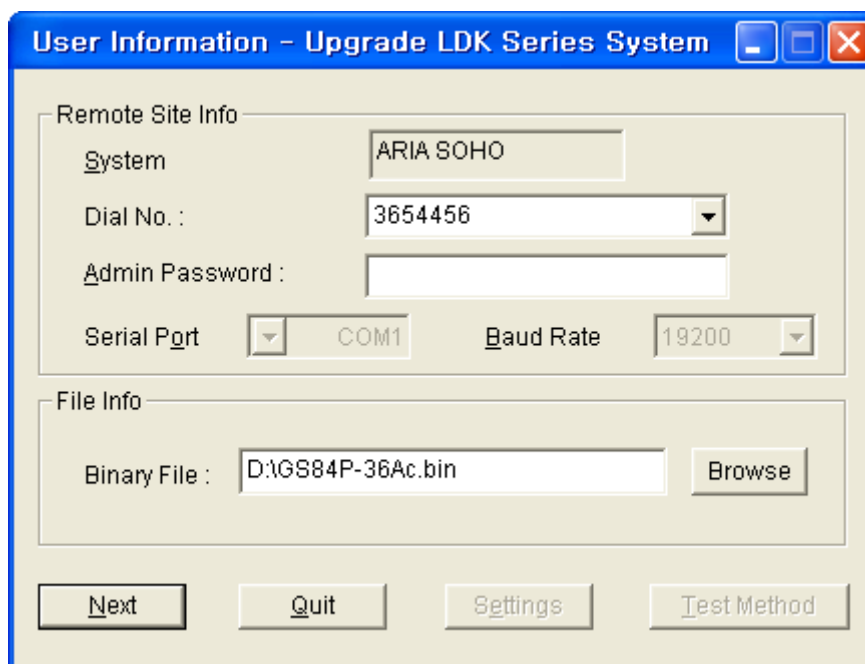 User Information - Upgrade LDK Series System
Remote Site Info
System ARIA SOHO
Dial No. : 3654456
Admin Password :
Serial Port COM1 Baud Rate 19200
File Info
Binary File : D:\GS84P-36Ac.bin Browse
Next Quit Settings Test Method